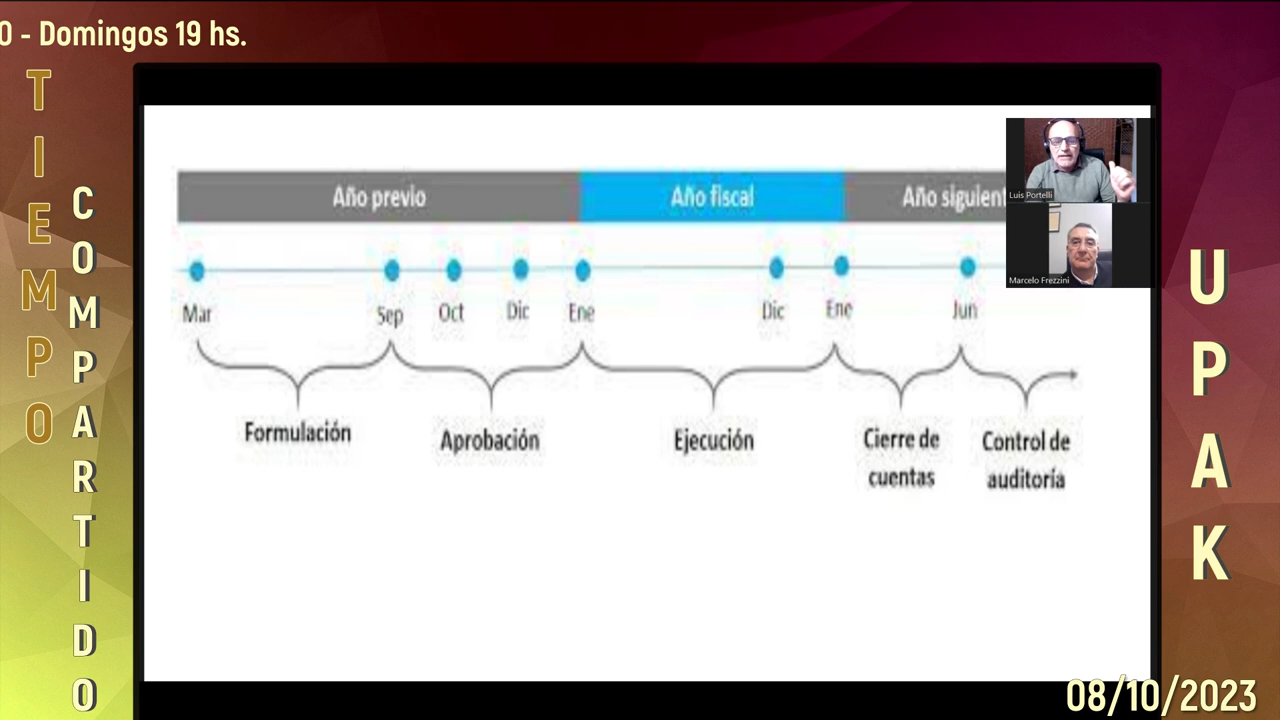 0 - Domingos 19 hs.
TIEMPO
COMPARTIDO
Año previo
Año fiscal
Año siguient
Luis Portelli
Marcelo Frezzini
Mar
Sep
Oct
Dic
Ene
Dic
Ene
Jun
Formulación
Aprobación
Ejecución
Cierre de
cuentas
Control de
auditoría
UPAK
08/10/2023